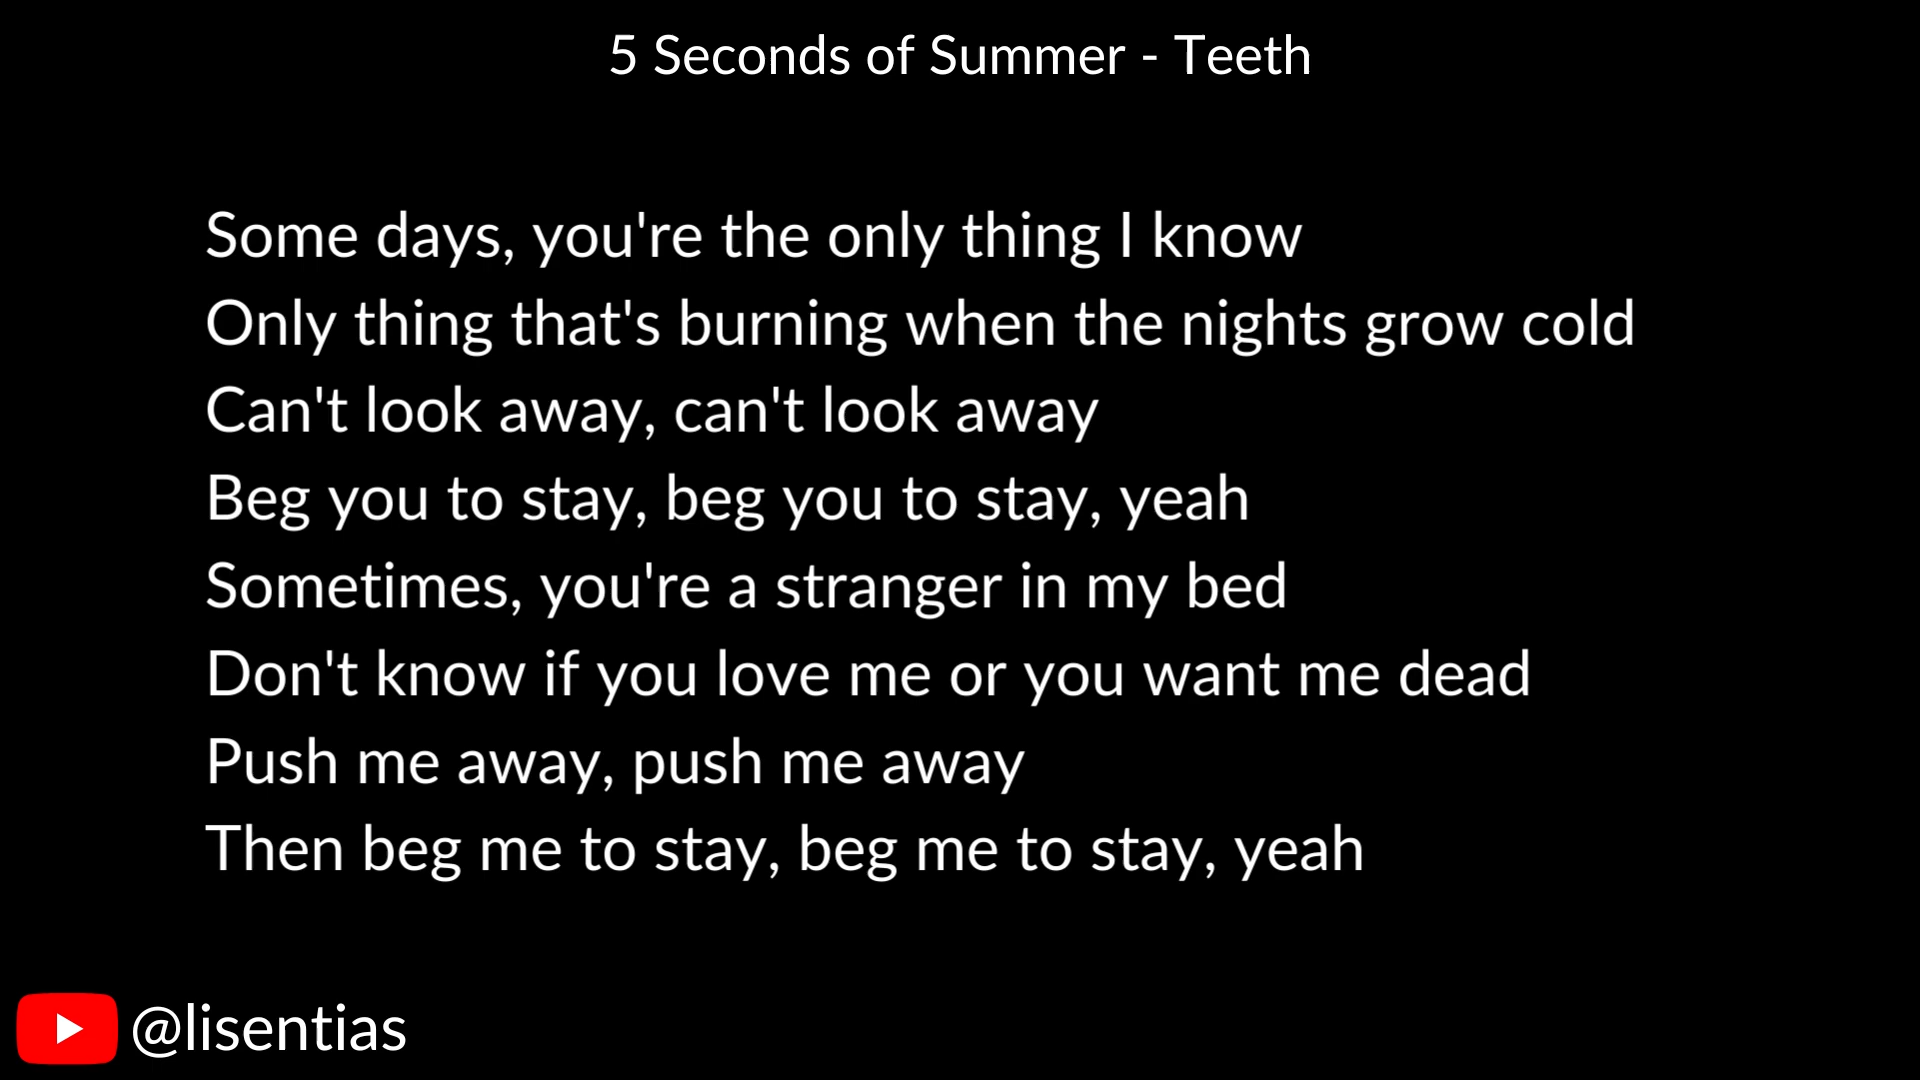 5 Seconds of Summer - Teeth
Some days, you're the only thing I know
Only thing that's burning when the nights grow cold
Can't look away, can't look away
Beg you to stay, beg you to stay, yeah
Sometimes, you're a stranger in my bed
Don't know if you love me or you want me dead
Push me away, push me away
Then beg me to stay, beg me to stay, yeah
@lisentias